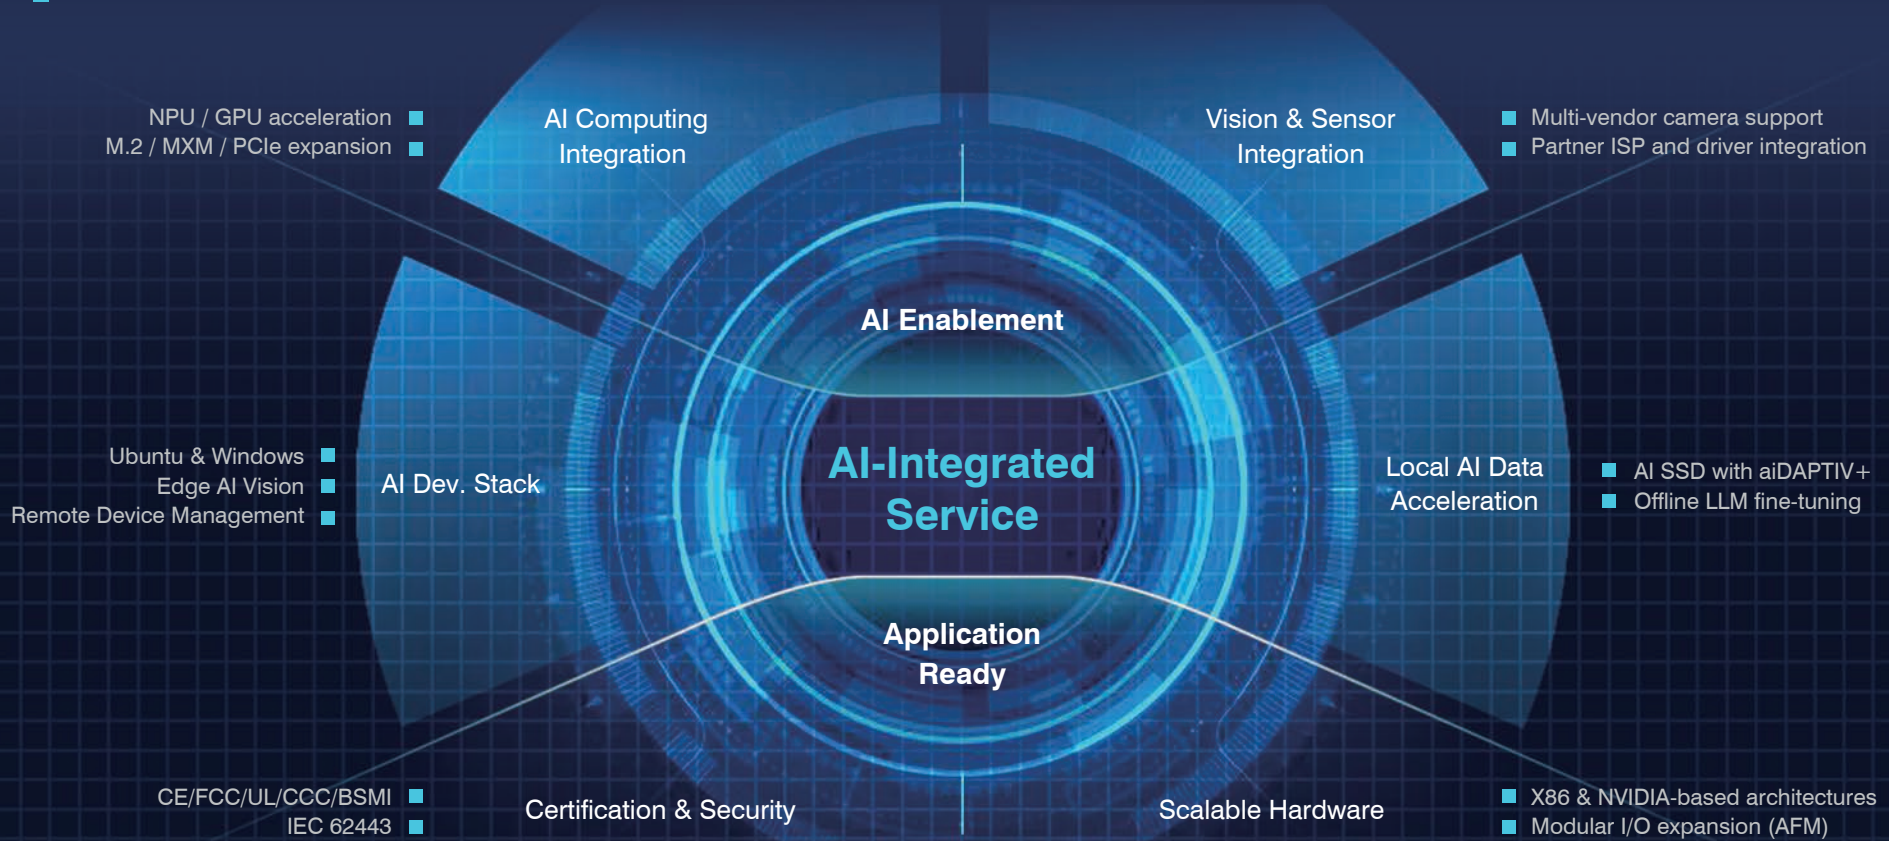 NPU / GPU acceleration
M.2 / MXM / PCIe expansion
AI Computing
Integration
Vision & Sensor
Integration
Multi-vendor camera support
Partner ISP and driver integration
AI Enablement
Ubuntu & Windows
Edge AI Vision
Remote Device Management
AI Dev. Stack
AI-Integrated
Service
Local AI Data
Acceleration
AI SSD with aiDAPTIV+
Offline LLM fine-tuning
Application
Ready
CE/FCC/UL/CCC/BSMI
IEC 62443
Certification & Security
Scalable Hardware
X86 & NVIDIA-based architectures
Modular I/O expansion (AFM)